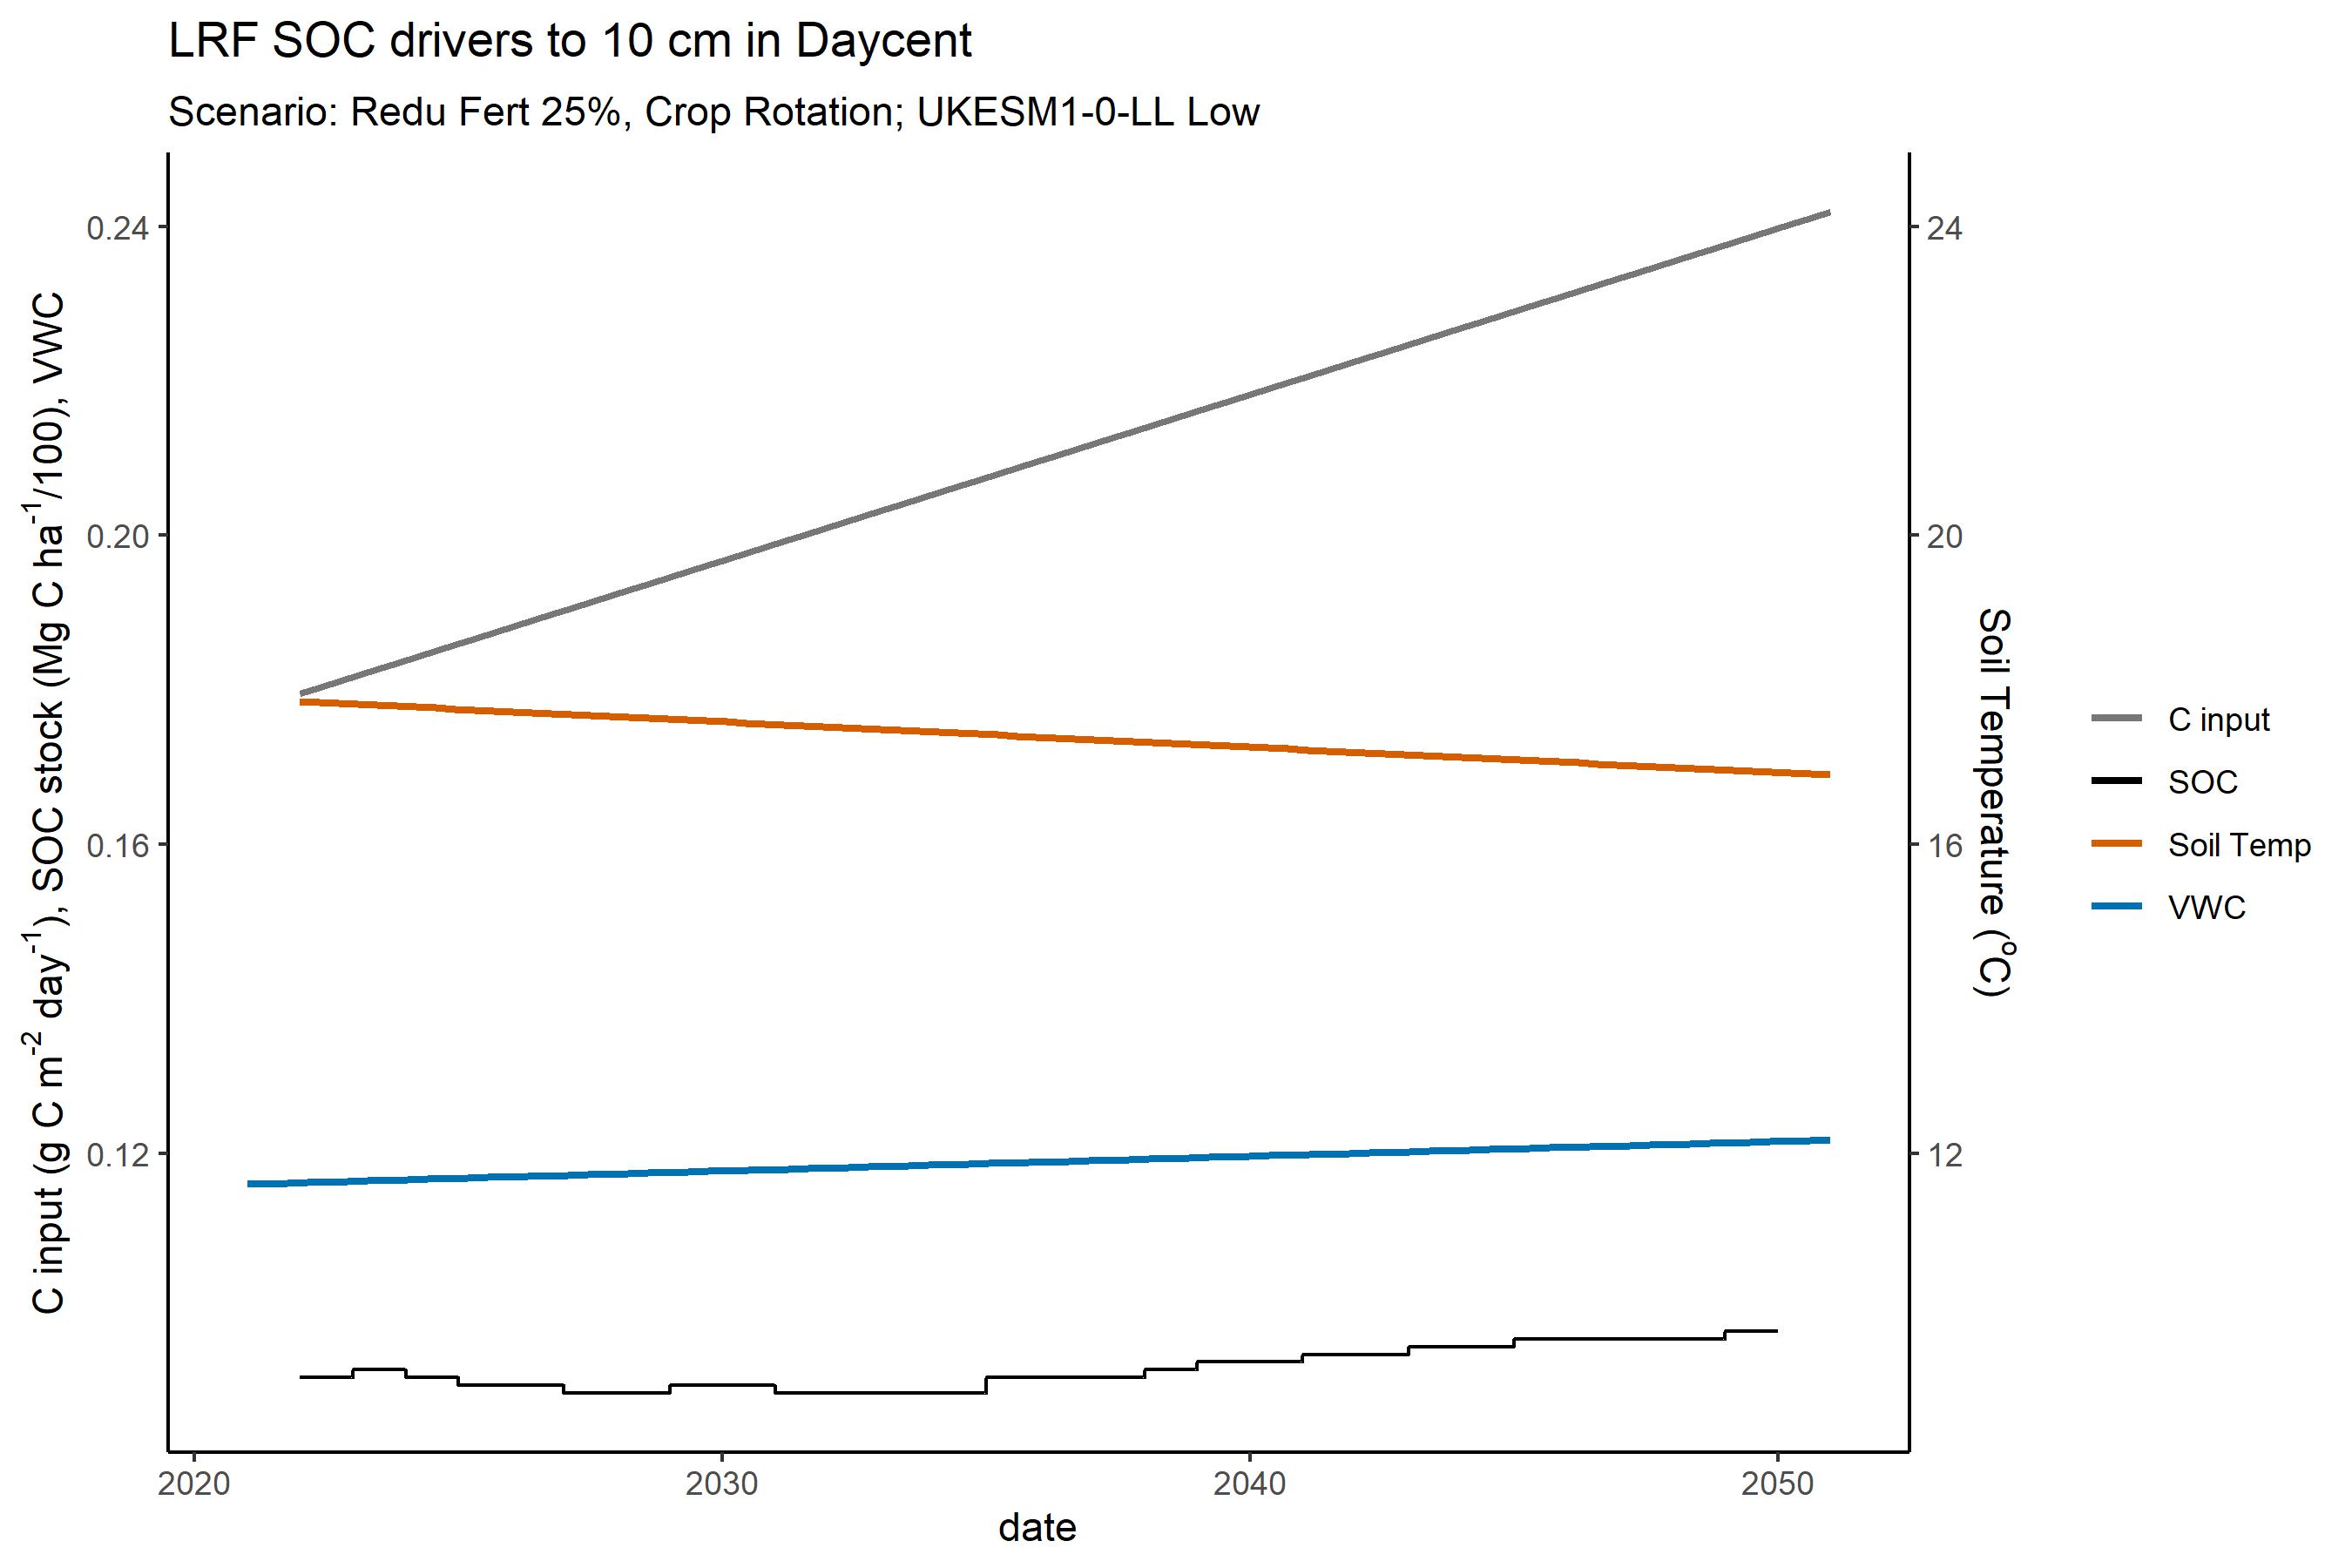 LRF SOC drivers to 10 cm in Daycent
Scenario: Redu Fert 25%, Crop Rotation; UKESM1-0-LL Low
C input (g C m⁻² day⁻¹), SOC stock (Mg C ha⁻¹/100), VWC
0.24
0.20
0.16
0.12
24
20
16
12
Soil Temperature (ᵒC)
C input
SOC
Soil Temp
VWC
2020
2030
2040
2050
date